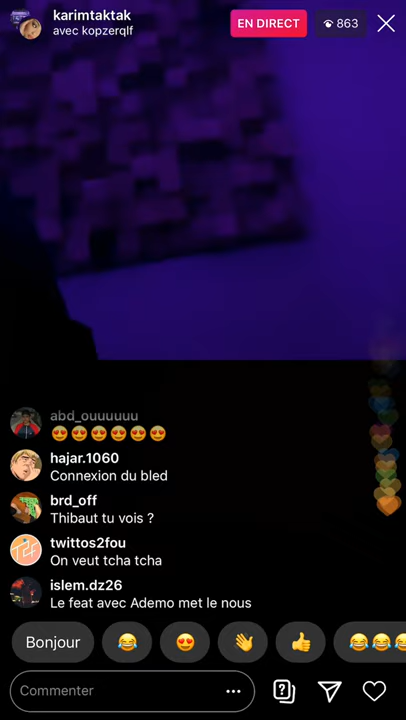 karimtaktak
avec kopzerqlf
EN DIRECT
863
abd_ouuuuuu
😍😍😍😍😍😍
hajar.1060
Connexion du bled
brd_off
Thibaut tu vois ?
twittos2fou
On veut tcha tcha
islem.dz26
Le feat avec Ademo met le nous
Bonjour
😂
😍
👋
👍
😂😂😂
Commenter